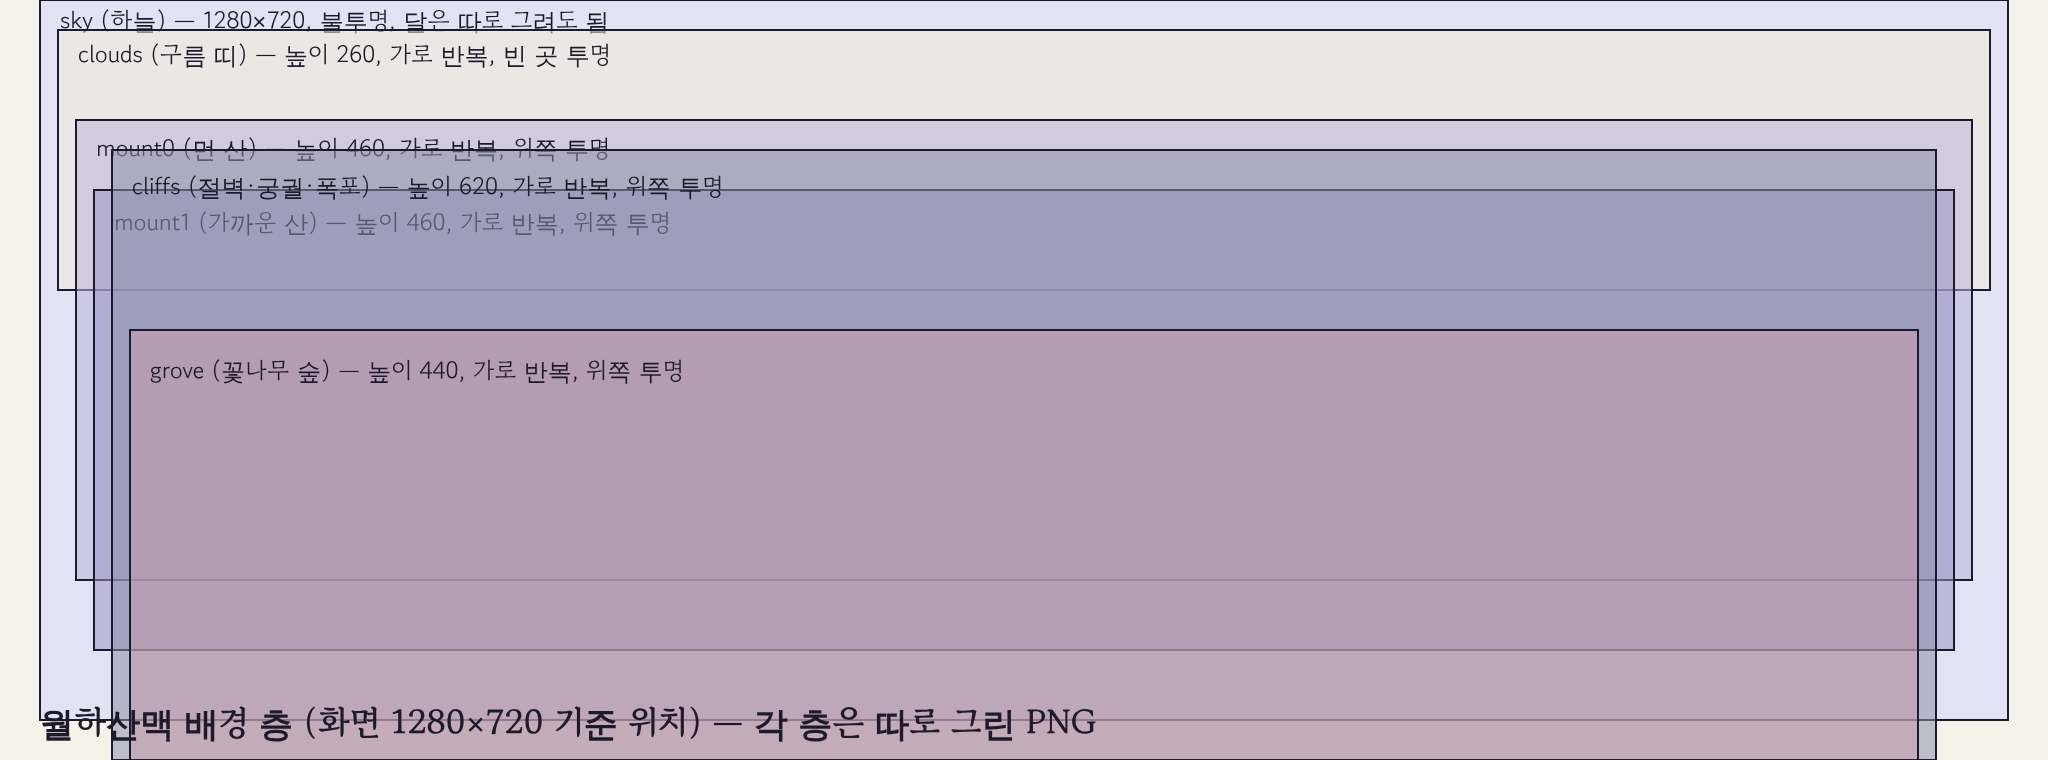 sky (하늘) — 1280×720, 불투명, 달은 따로 그려도 됨
clouds (구름 띠) — 높이 260, 가로 반복, 빈 곳 투명
mount0 (먼 산) — 높이 460, 가로 반복, 위쪽 투명
cliffs (절벽·궁궐·폭포) — 높이 620, 가로 반복, 위쪽 투명
mount1 (가까운 산) — 높이 460, 가로 반복, 위쪽 투명
grove (꽃나무 숲) — 높이 440, 가로 반복, 위쪽 투명
월하산맥 배경 층 (화면 1280×720 기준 위치) — 각 층은 따로 그린 PNG